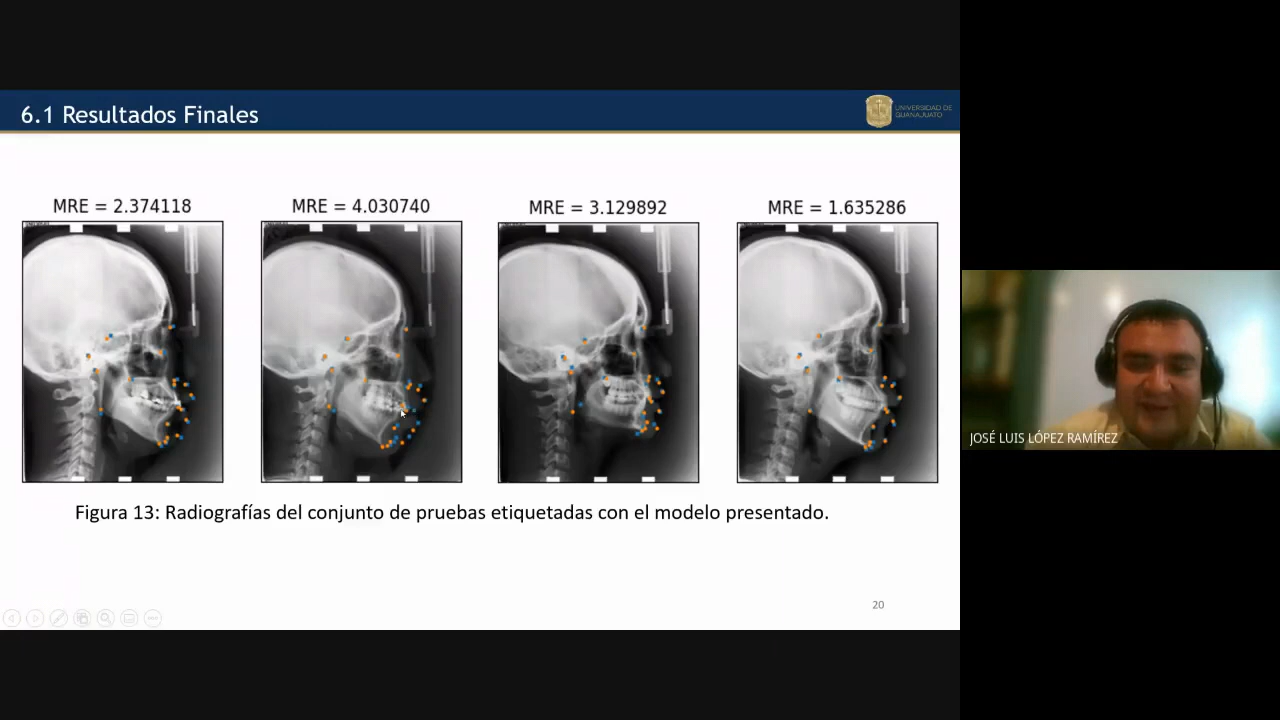 6.1 Resultados Finales
UNIVERSIDAD DE
GUANAJUATO
MRE = 2.374118
MRE = 4.030740
MRE = 3.129892
MRE = 1.635286
Figura 13: Radiografías del conjunto de pruebas etiquetadas con el modelo presentado.
20
JOSÉ LUIS LÓPEZ RAMÍREZ